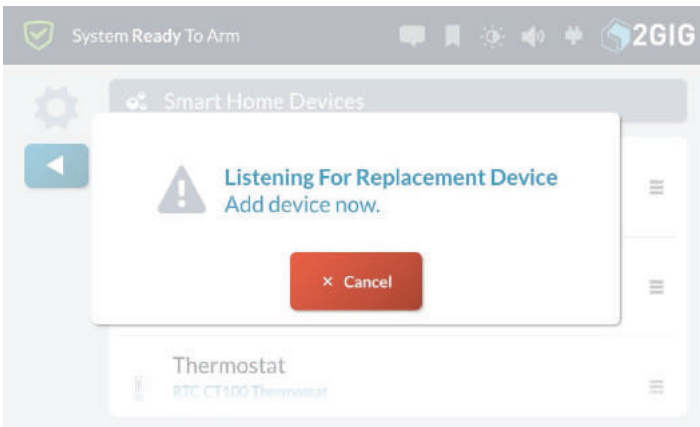 System Ready To Arm
2GIG
Smart Home Devices
Listening For Replacement Device
Add device now.
× Cancel
Thermostat
RTC CT100 Thermostat